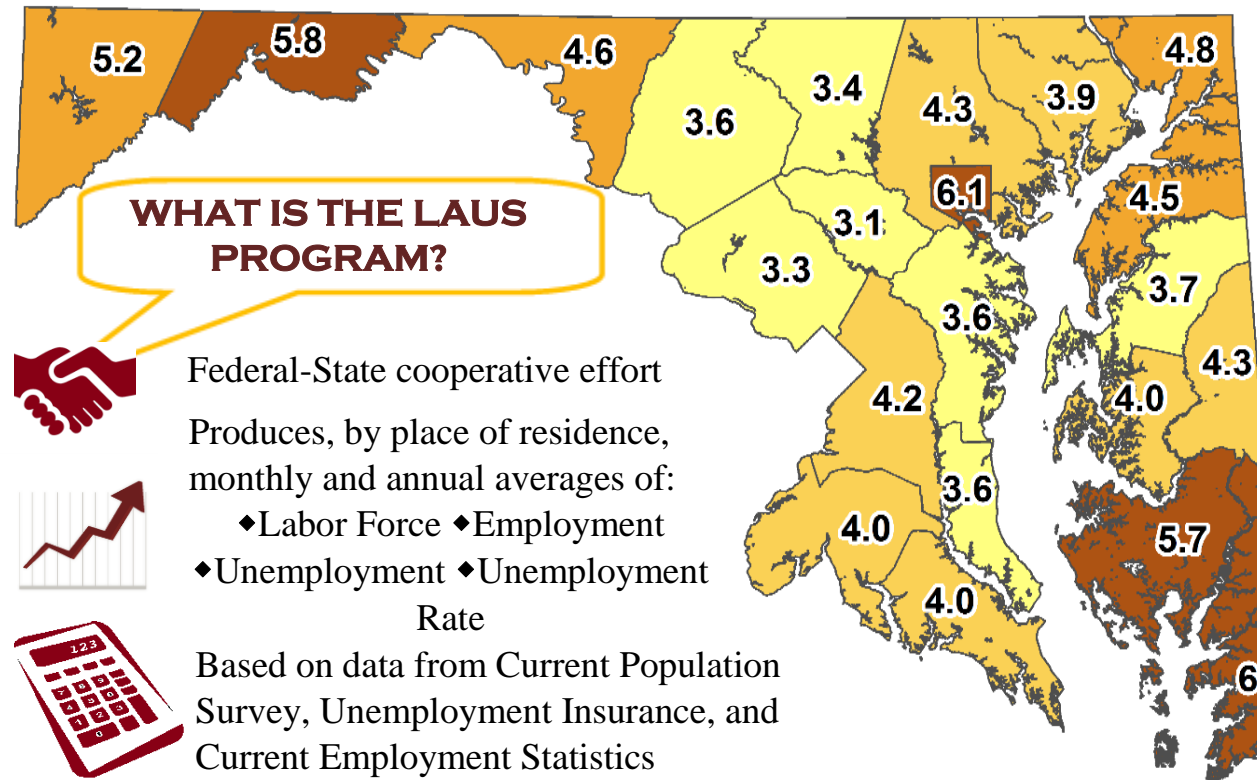 5.2
5.8
4.6
3.6
3.4
4.3
3.9
4.8
6.1
4.5
3.1
3.3
3.7
3.6
4.3
4.2
4.0
3.6
4.0
5.7
4.0
6
WHAT IS THE LAUS
PROGRAM?
Federal-State cooperative effort
Produces, by place of residence,
monthly and annual averages of:
◆Labor Force ◆Employment
◆Unemployment ◆Unemployment
Rate
123
Based on data from Current Population
Survey, Unemployment Insurance, and
Current Employment Statistics